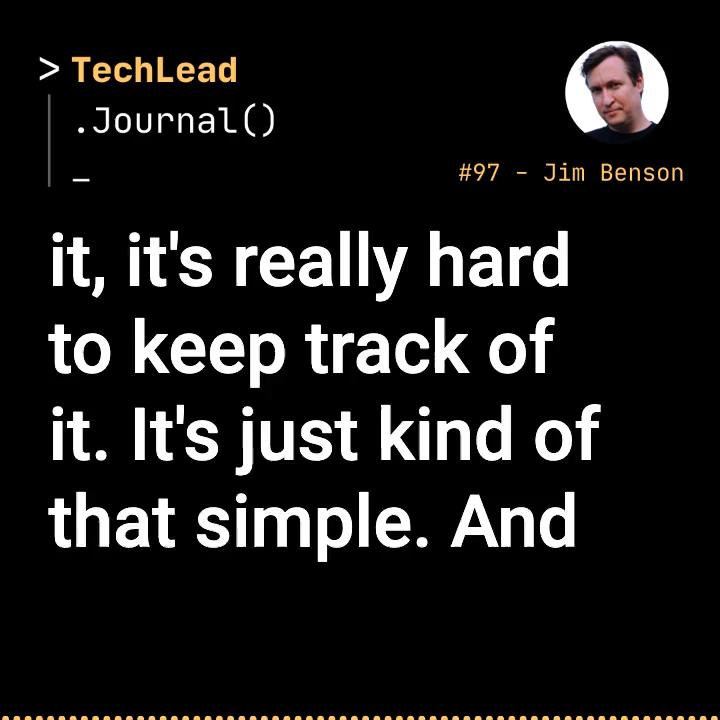 > TechLead
.Journal()
_
#97 - Jim Benson
it, it's really hard
to keep track of
it. It's just kind of
that simple. And